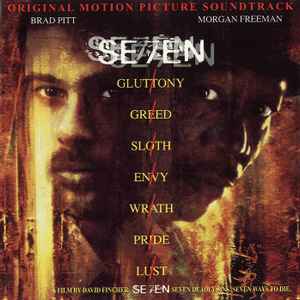 ORIGINAL MOTION PICTURE SOUNDTRACK
BRAD PITT MORGAN FREEMAN
SE7EN
GLUTTONY
GREED
SLOTH
ENVY
WRATH
PRIDE
LUST
A FILM BY DAVID FINCHER. SE7EN SEVEN DEADLY SINS. SEVEN WAYS TO DIE.